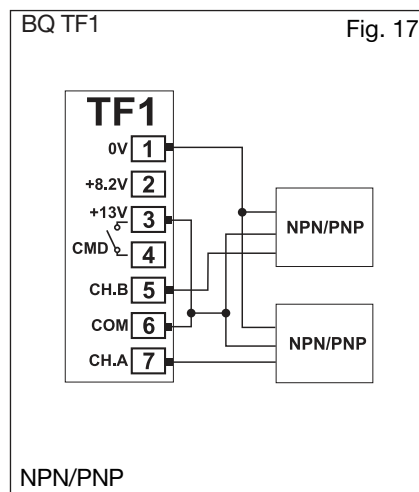 BQ TF1 Fig. 17
TF1
0V 1
+8.2V 2
+13V 3
CMD 4
CH.B 5
COM 6
CH.A 7
NPN/PNP
NPN/PNP
NPN/PNP